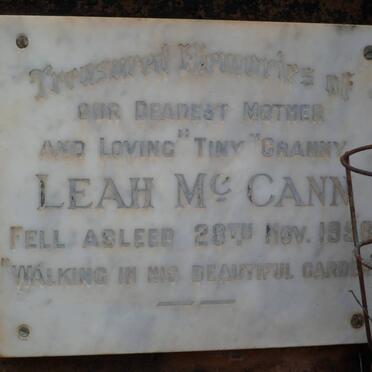 Treasured Memories of
OUR DEAREST MOTHER
AND LOVING "TINY" GRANNY
LEAH McCANN
FELL ASLEEP 28TH NOV.
"WALKING IN HIS BEAUTIFUL